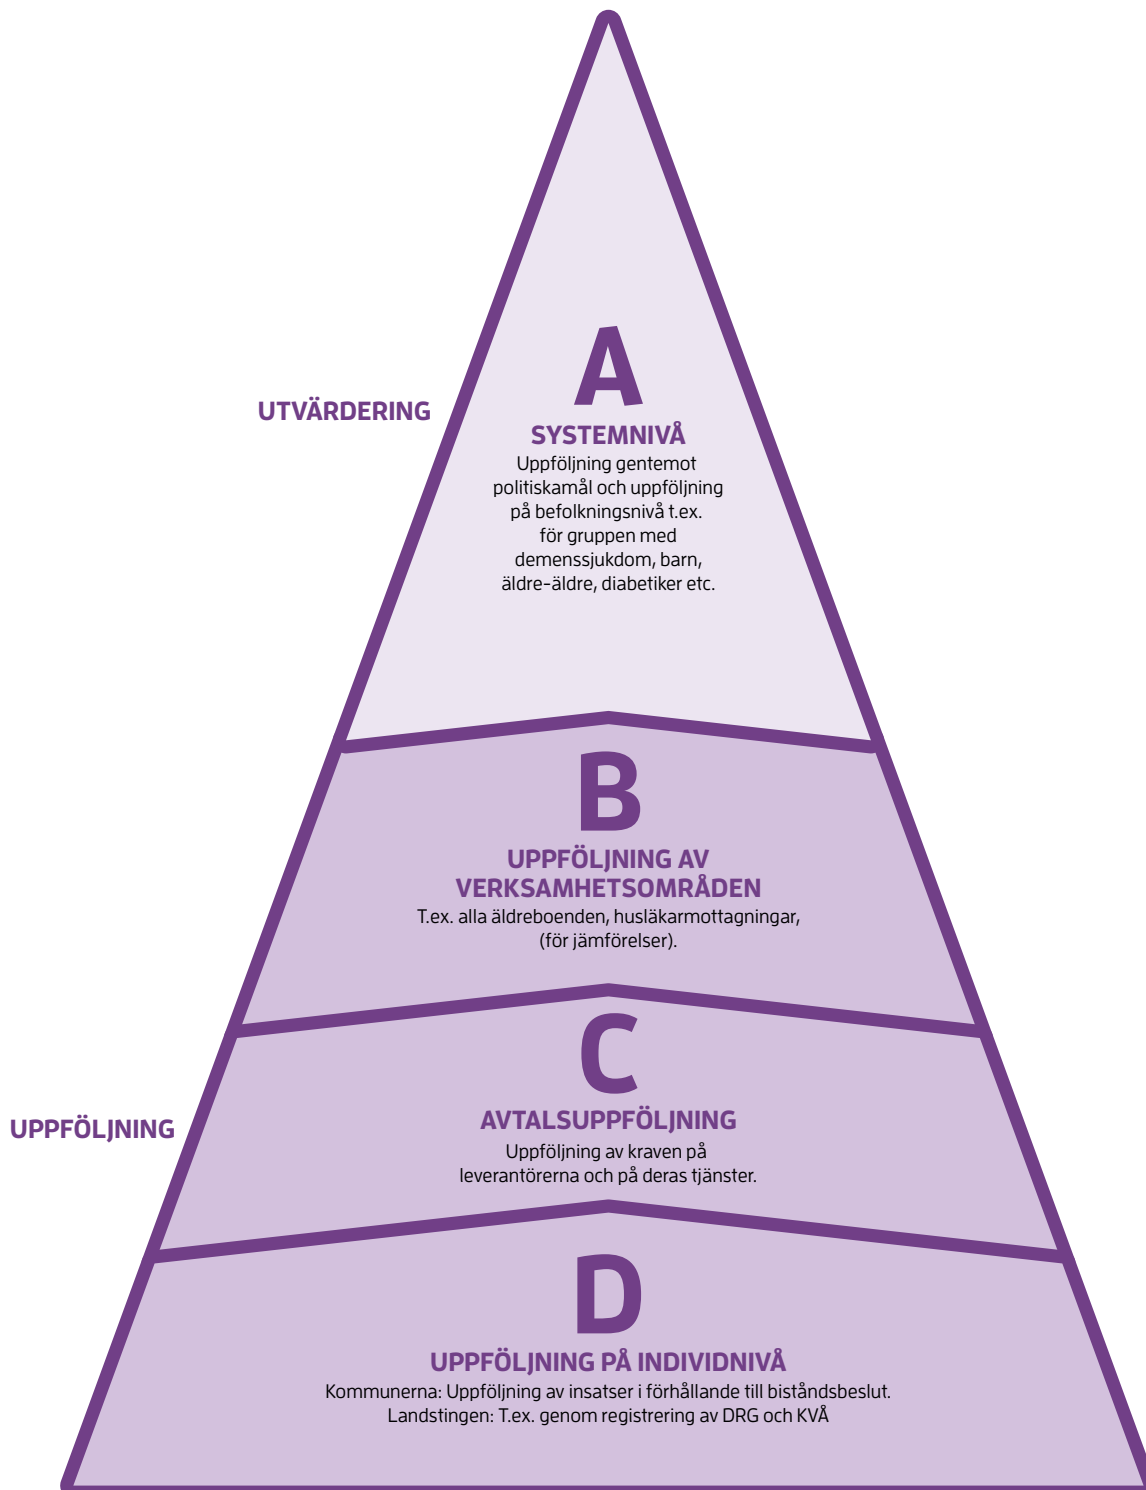 UTVÄRDERING
A
SYSTEMNIVÅ
Uppföljning gentemot
politiskamål och uppföljning
på befolkningsnivå t.ex.
för gruppen med
demenssjukdom, barn,
äldre-äldre, diabetiker etc.
B
UPPFÖLJNING AV
VERKSAMHETSOMRÅDEN
T.ex. alla äldreboenden, husläkarmottagningar,
(för jämförelser).
UPPFÖLJNING
C
AVTALSUPPFÖLJNING
Uppföljning av kraven på
leverantörerna och på deras tjänster.
D
UPPFÖLJNING PÅ INDIVIDNIVÅ
Kommunerna: Uppföljning av insatser i förhållande till biståndsbeslut.
Landstingen: T.ex. genom registrering av DRG och KVÅ